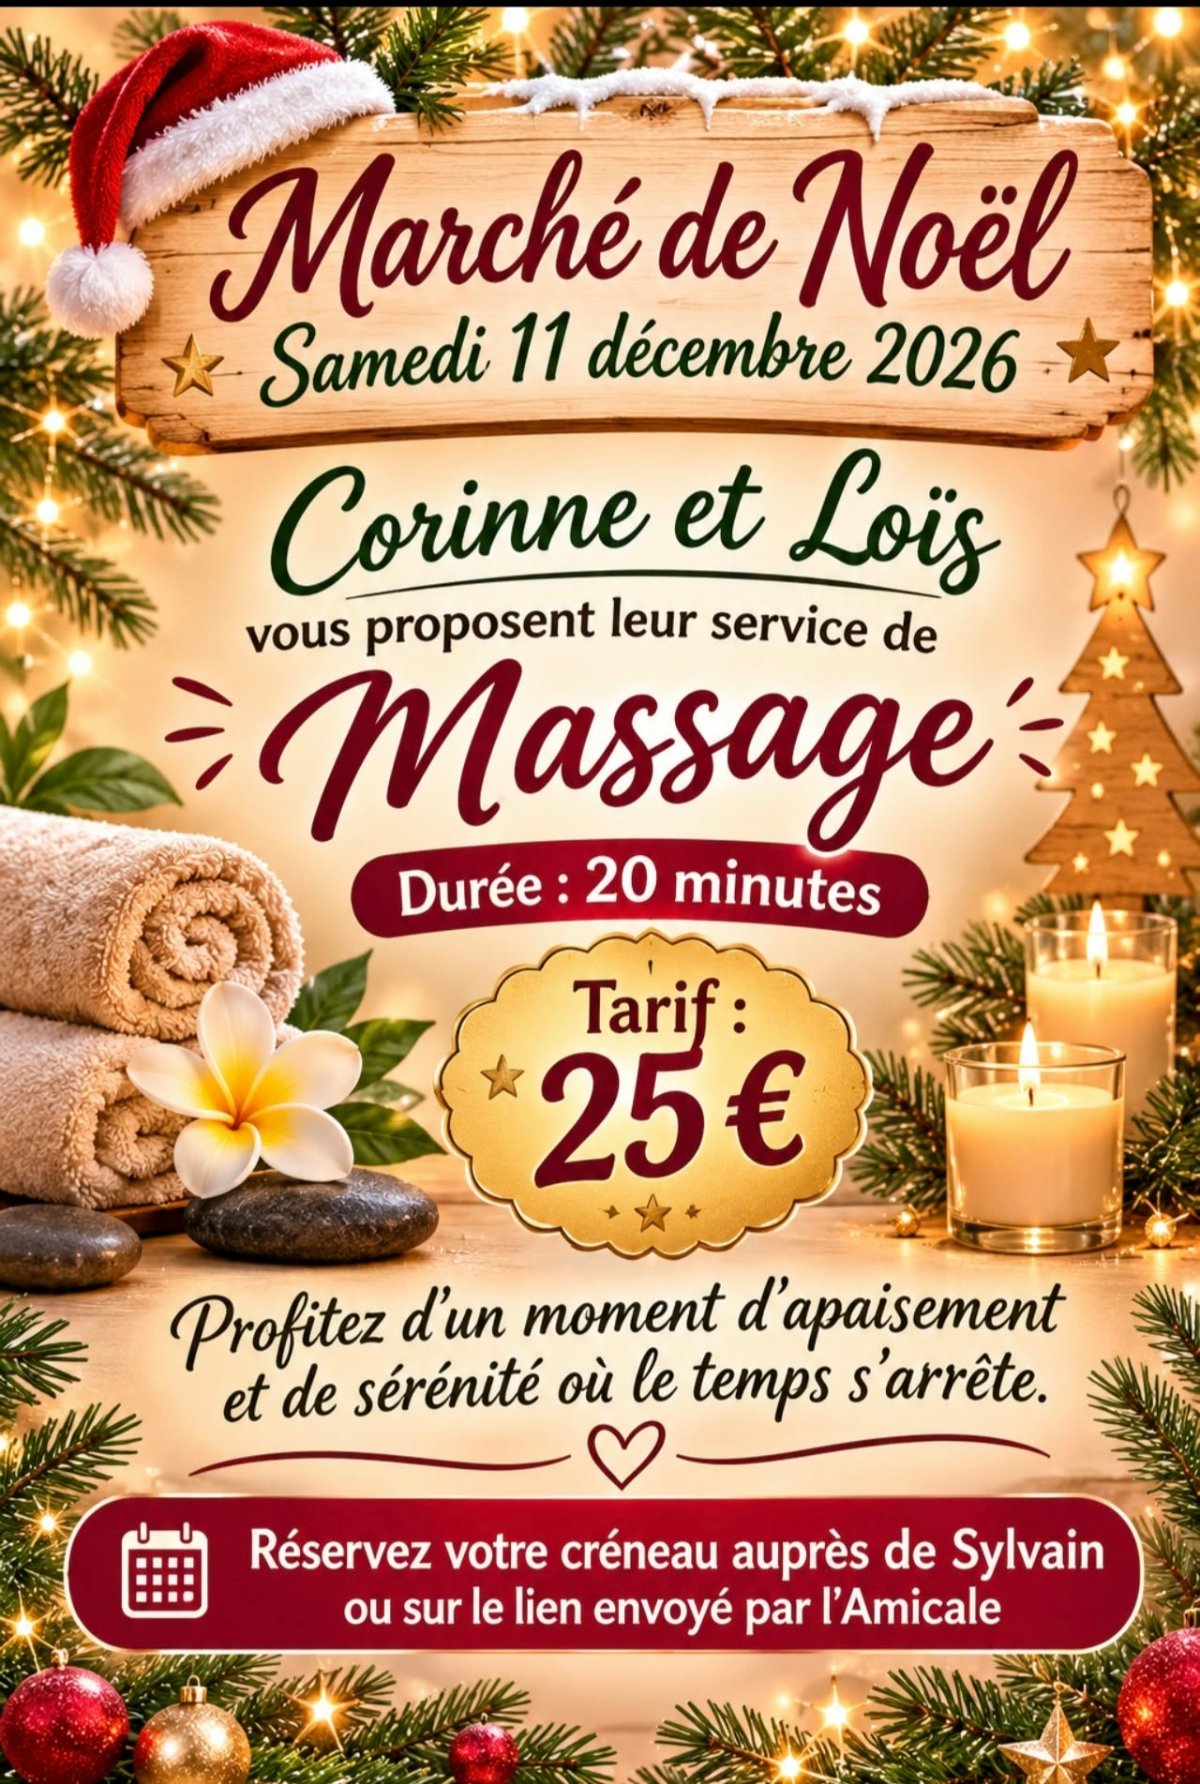 Marché de Noël
Samedi 11 décembre 2026
Corinne et Loïs
vous proposent leur service de
Massage
Durée : 20 minutes
Tarif :
25€
Profitez d'un moment d'apaisement
et de sérénité où le temps s'arrête.
Réservez votre créneau auprès de Sylvain
ou sur le lien envoyé par l'Amicale